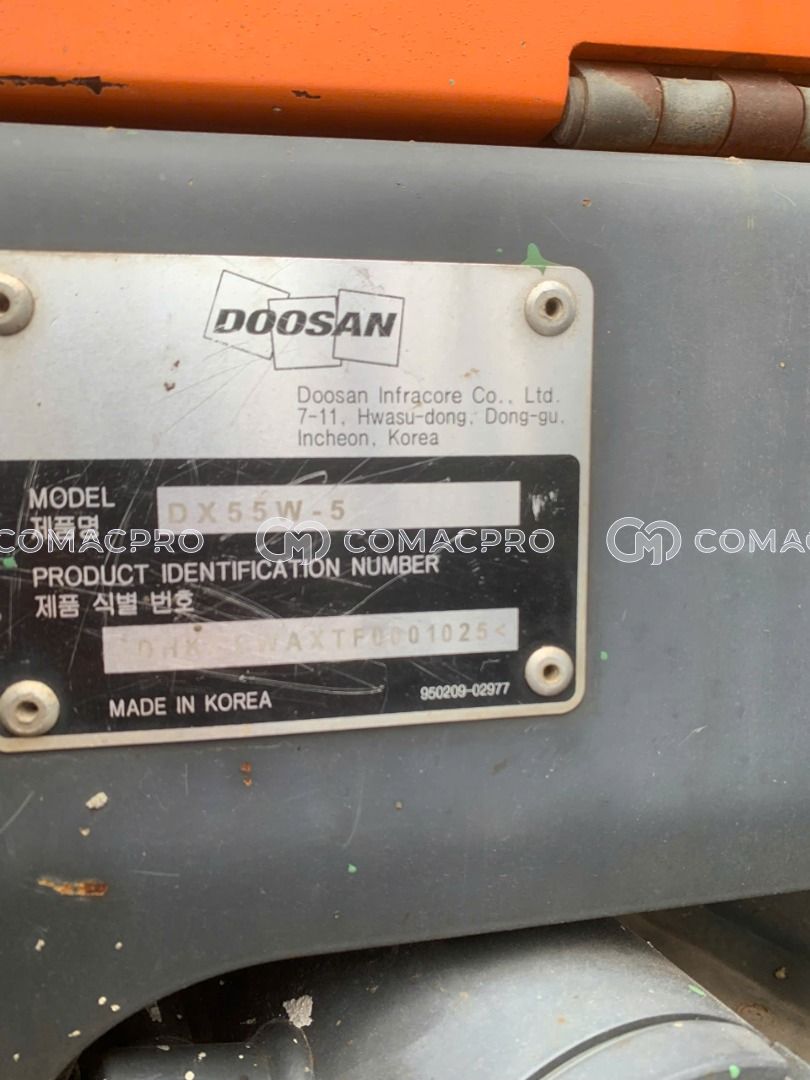 DOOSAN
Doosan Infracore Co., Ltd.
7-11, Hwasu-dong, Dong-gu,
Incheon, Korea
MODEL
제품명
DX55W-5
COMACPRO COMACPRO COMACPRO
PRODUCT IDENTIFICATION NUMBER
제품 식별 번호
MADE IN KOREA
950209-02977